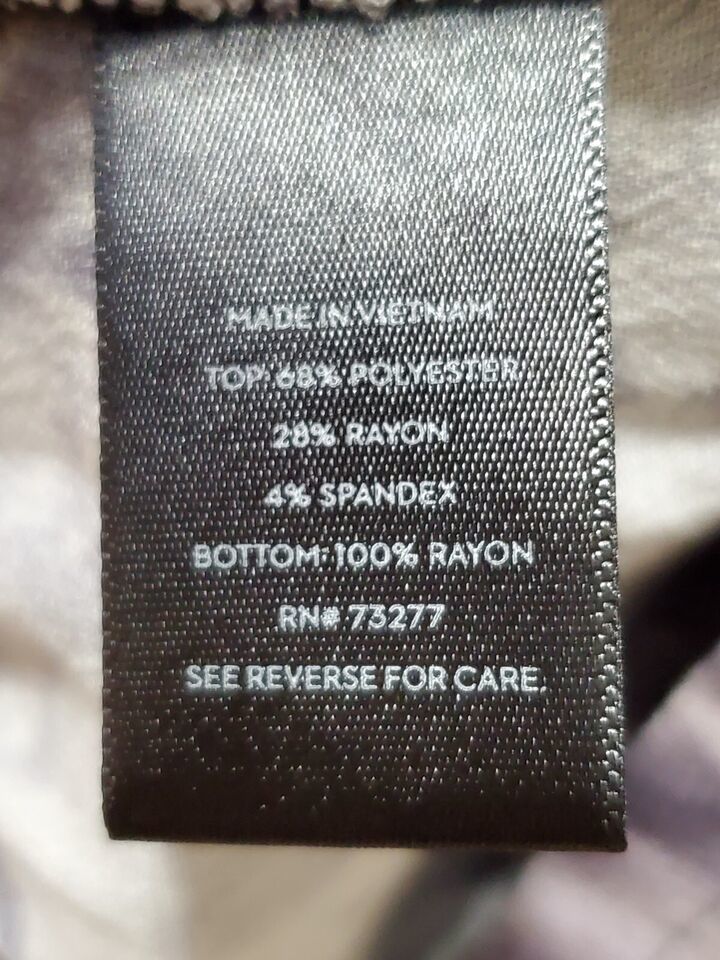 MADE IN VIETNAM
TOP: 68% POLYESTER
28% RAYON
4% SPANDEX
BOTTOM: 100% RAYON
RN# 73277
SEE REVERSE FOR CARE.